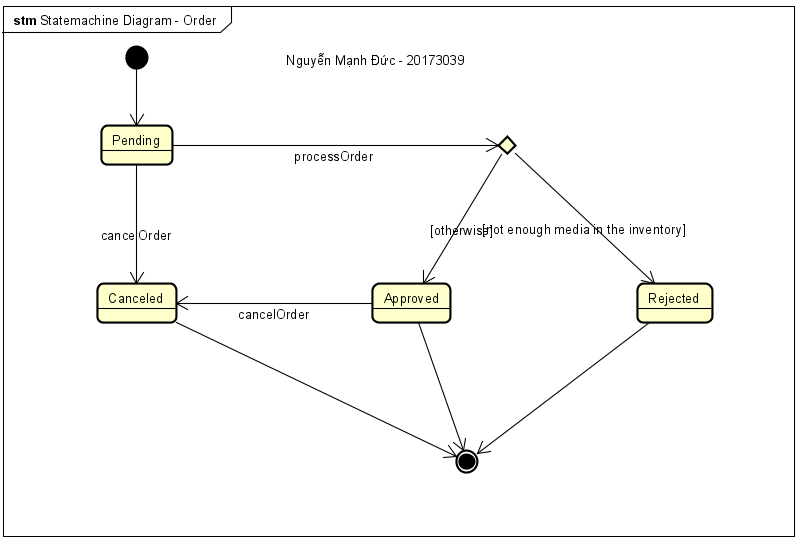 stm Statemachine Diagram - Order
Nguyễn Mạnh Đức - 20173039
Pending
processOrder
cancelOrder
[otherwise]
[not enough media in the inventory]
Canceled
cancelOrder
Approved
Rejected